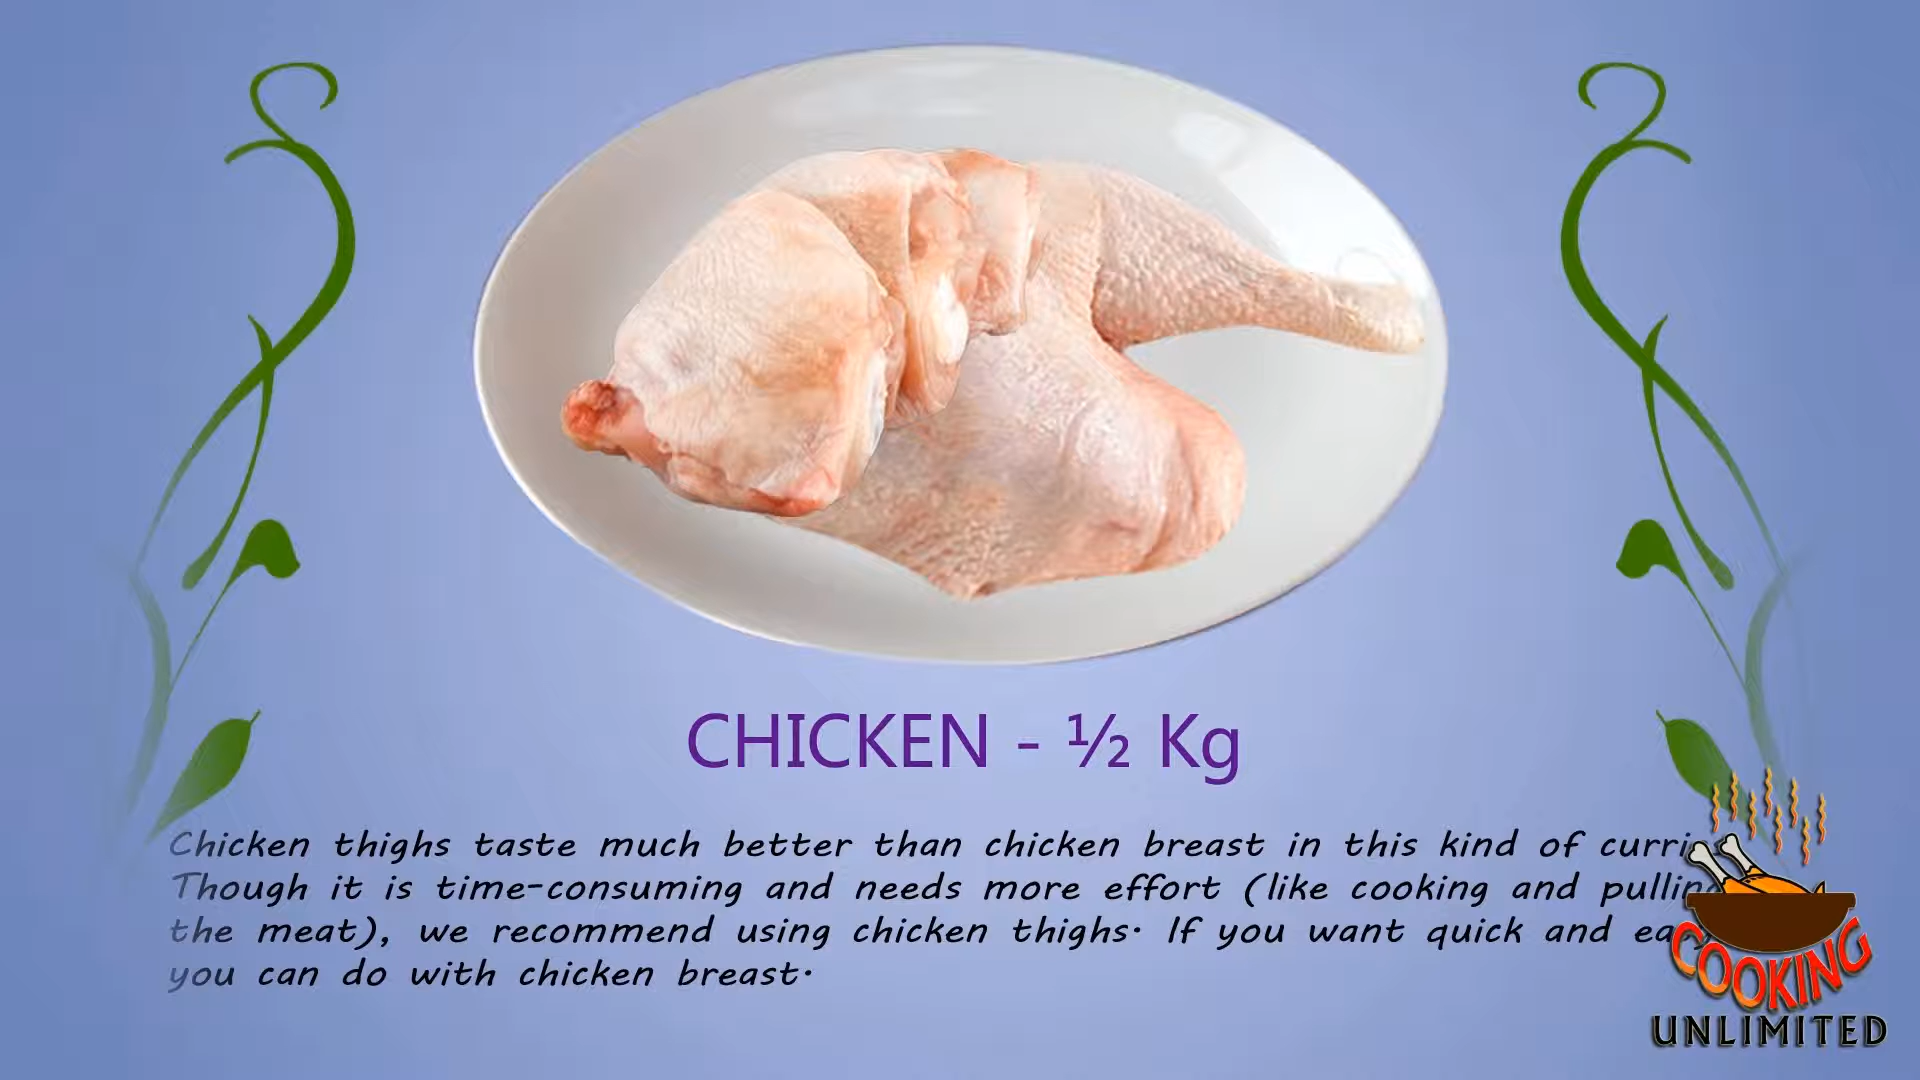 CHICKEN - ½ Kg
Chicken thighs taste much better than chicken breast in this kind of
Though it is time-consuming and needs more effort (like cooking and
the meat), we recommend using chicken thighs. If you want quick and
you can do with chicken breast.
COOKING
UNLIMITED